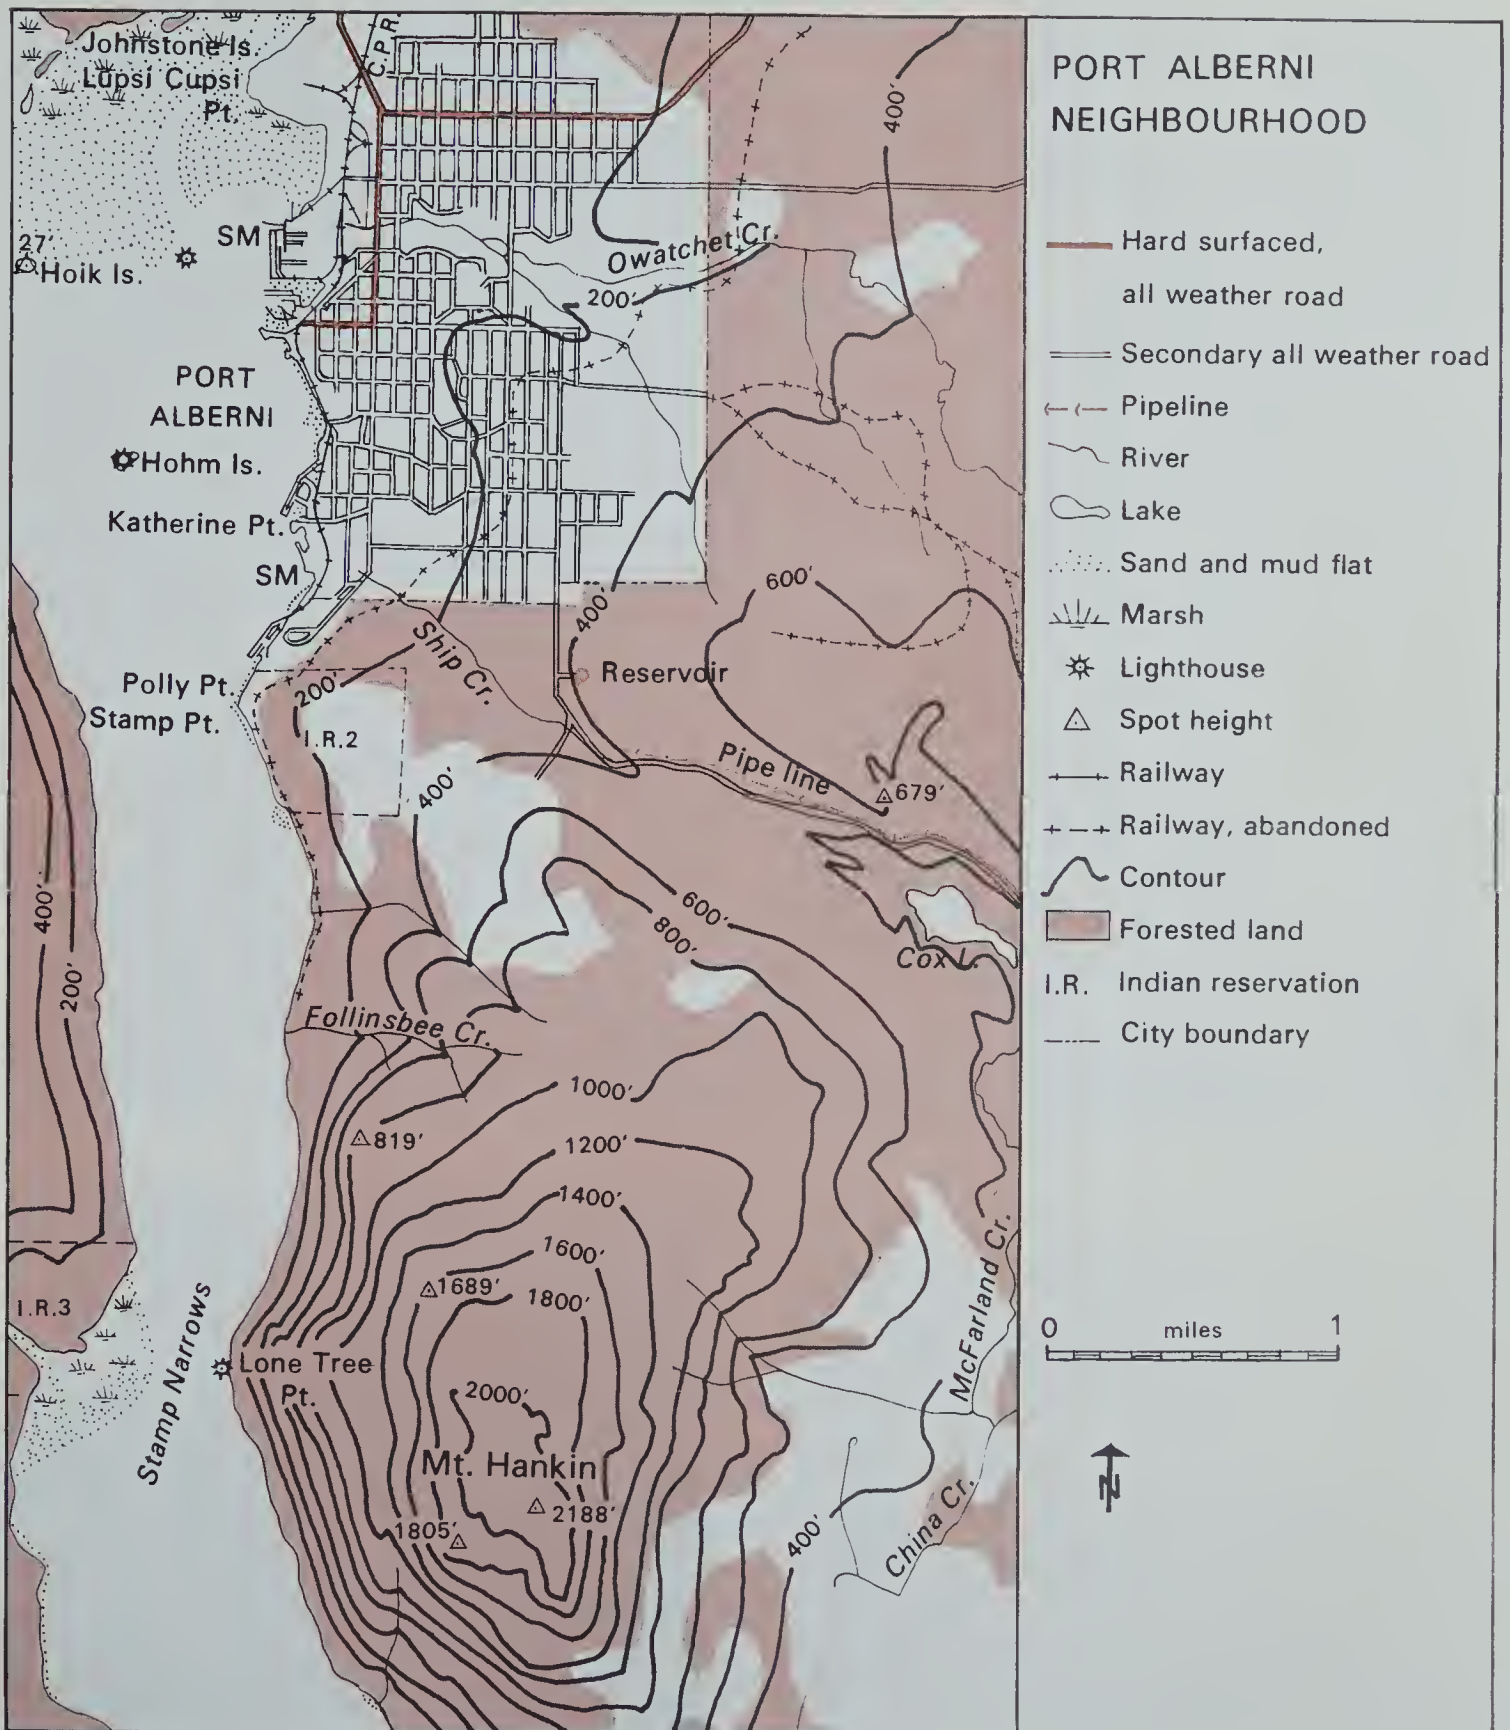 PORT ALBERNI
NEIGHBOURHOOD
Hard surfaced,
all weather road
Secondary all weather road
Pipeline
River
Lake
Sand and mud flat
Marsh
Lighthouse
Spot height
Railway
Railway, abandoned
Contour
Forested land
I.R. Indian reservation
City boundary
0 miles 1
N
Johnstone Is.
Lupsi Cupsi
Pt.
C.P.R.
400'
SM
27'
Hoik Is.
Owatchet Cr.
200'
PORT
ALBERNI
Hohm Is.
Katherine Pt.
SM
600'
400'
Ship Cr.
Reservoir
Polly Pt.
Stamp Pt.
200'
I.R.2
Pipe line
679'
400'
400'
200'
600'
800'
Cox L.
Follinsbee Cr.
1000'
819'
1200'
1400'
1600'
1689'
1800'
McFarland Cr.
I.R.3
Stamp Narrows
Lone Tree
Pt.
2000'
Mt. Hankin
2188'
1805'
400'
China Cr.